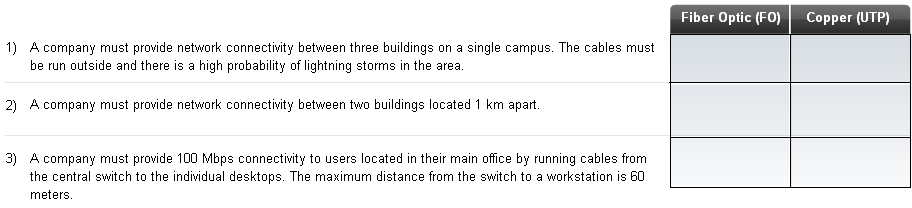 Fiber Optic (FO) Copper (UTP)
1) A company must provide network connectivity between three buildings on a single campus. The cables must
be run outside and there is a high probability of lightning storms in the area.
2) A company must provide network connectivity between two buildings located 1 km apart.
3) A company must provide 100 Mbps connectivity to users located in their main office by running cables from
the central switch to the individual desktops. The maximum distance from the switch to a workstation is 60
meters.